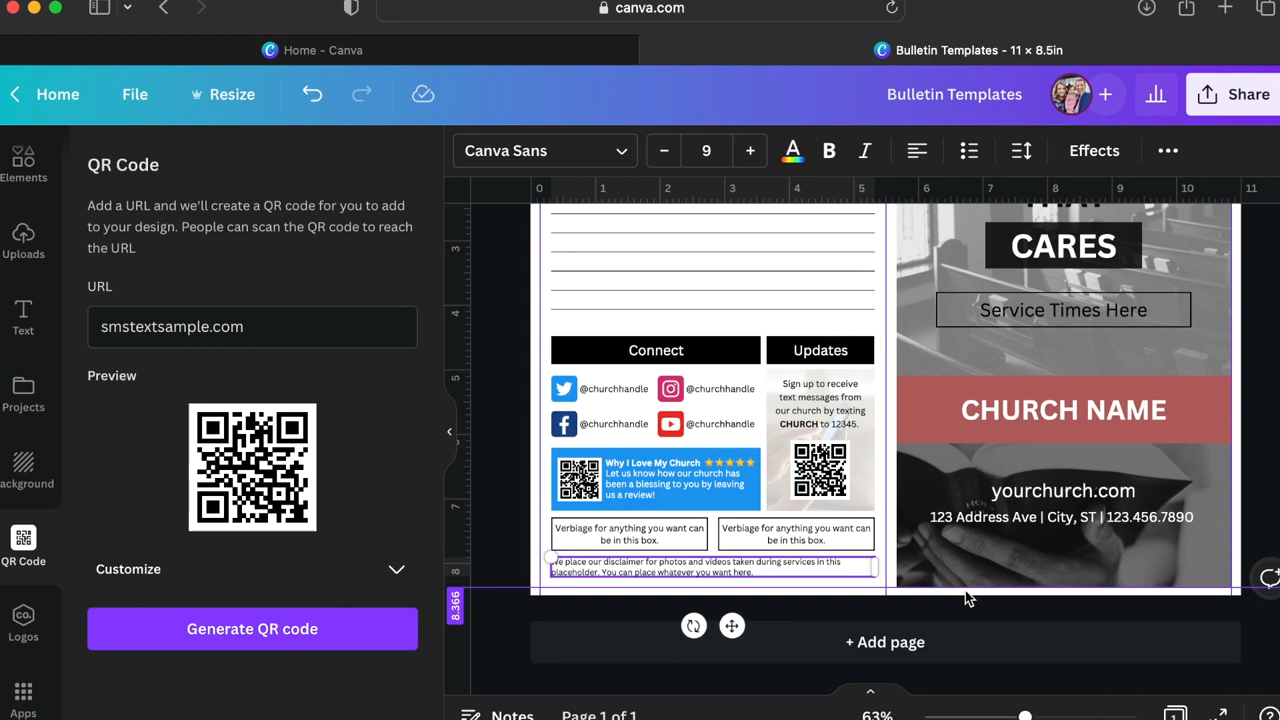 canva.com
Home - Canva
Bulletin Templates - 11 × 8.5in
Home
File
Resize
Bulletin Templates
Share
Elements
Uploads
Text
Projects
ackground
QR Code
Logos
Apps
QR Code
Add a URL and we'll create a QR code for you to add
to your design. People can scan the QR code to reach
the URL
URL
smstextsample.com
Preview
Customize
Generate QR code
Canva Sans
9
Effects
0 1 2 3 4 5 6 7 8 9 10 11
3
4
5
7
8
8.366
Connect
@churchhandle
@churchhandle
@churchhandle
@churchhandle
Why I Love My Church
Let us know how our church has
been a blessing to you by leaving
us a review!
Updates
Sign up to receive
text messages from
our church by texting
CHURCH to 12345.
Verbiage for anything you want can
be in this box.
Verbiage for anything you want can
be in this box.
We place our disclaimer for photos and videos taken during services in this
placeholder. You can place whatever you want here.
THAT
CARES
Service Times Here
CHURCH NAME
yourchurch.com
123 Address Ave | City, ST | 123.456.7890
+ Add page
Notes
Page 1 of 1
63%
1